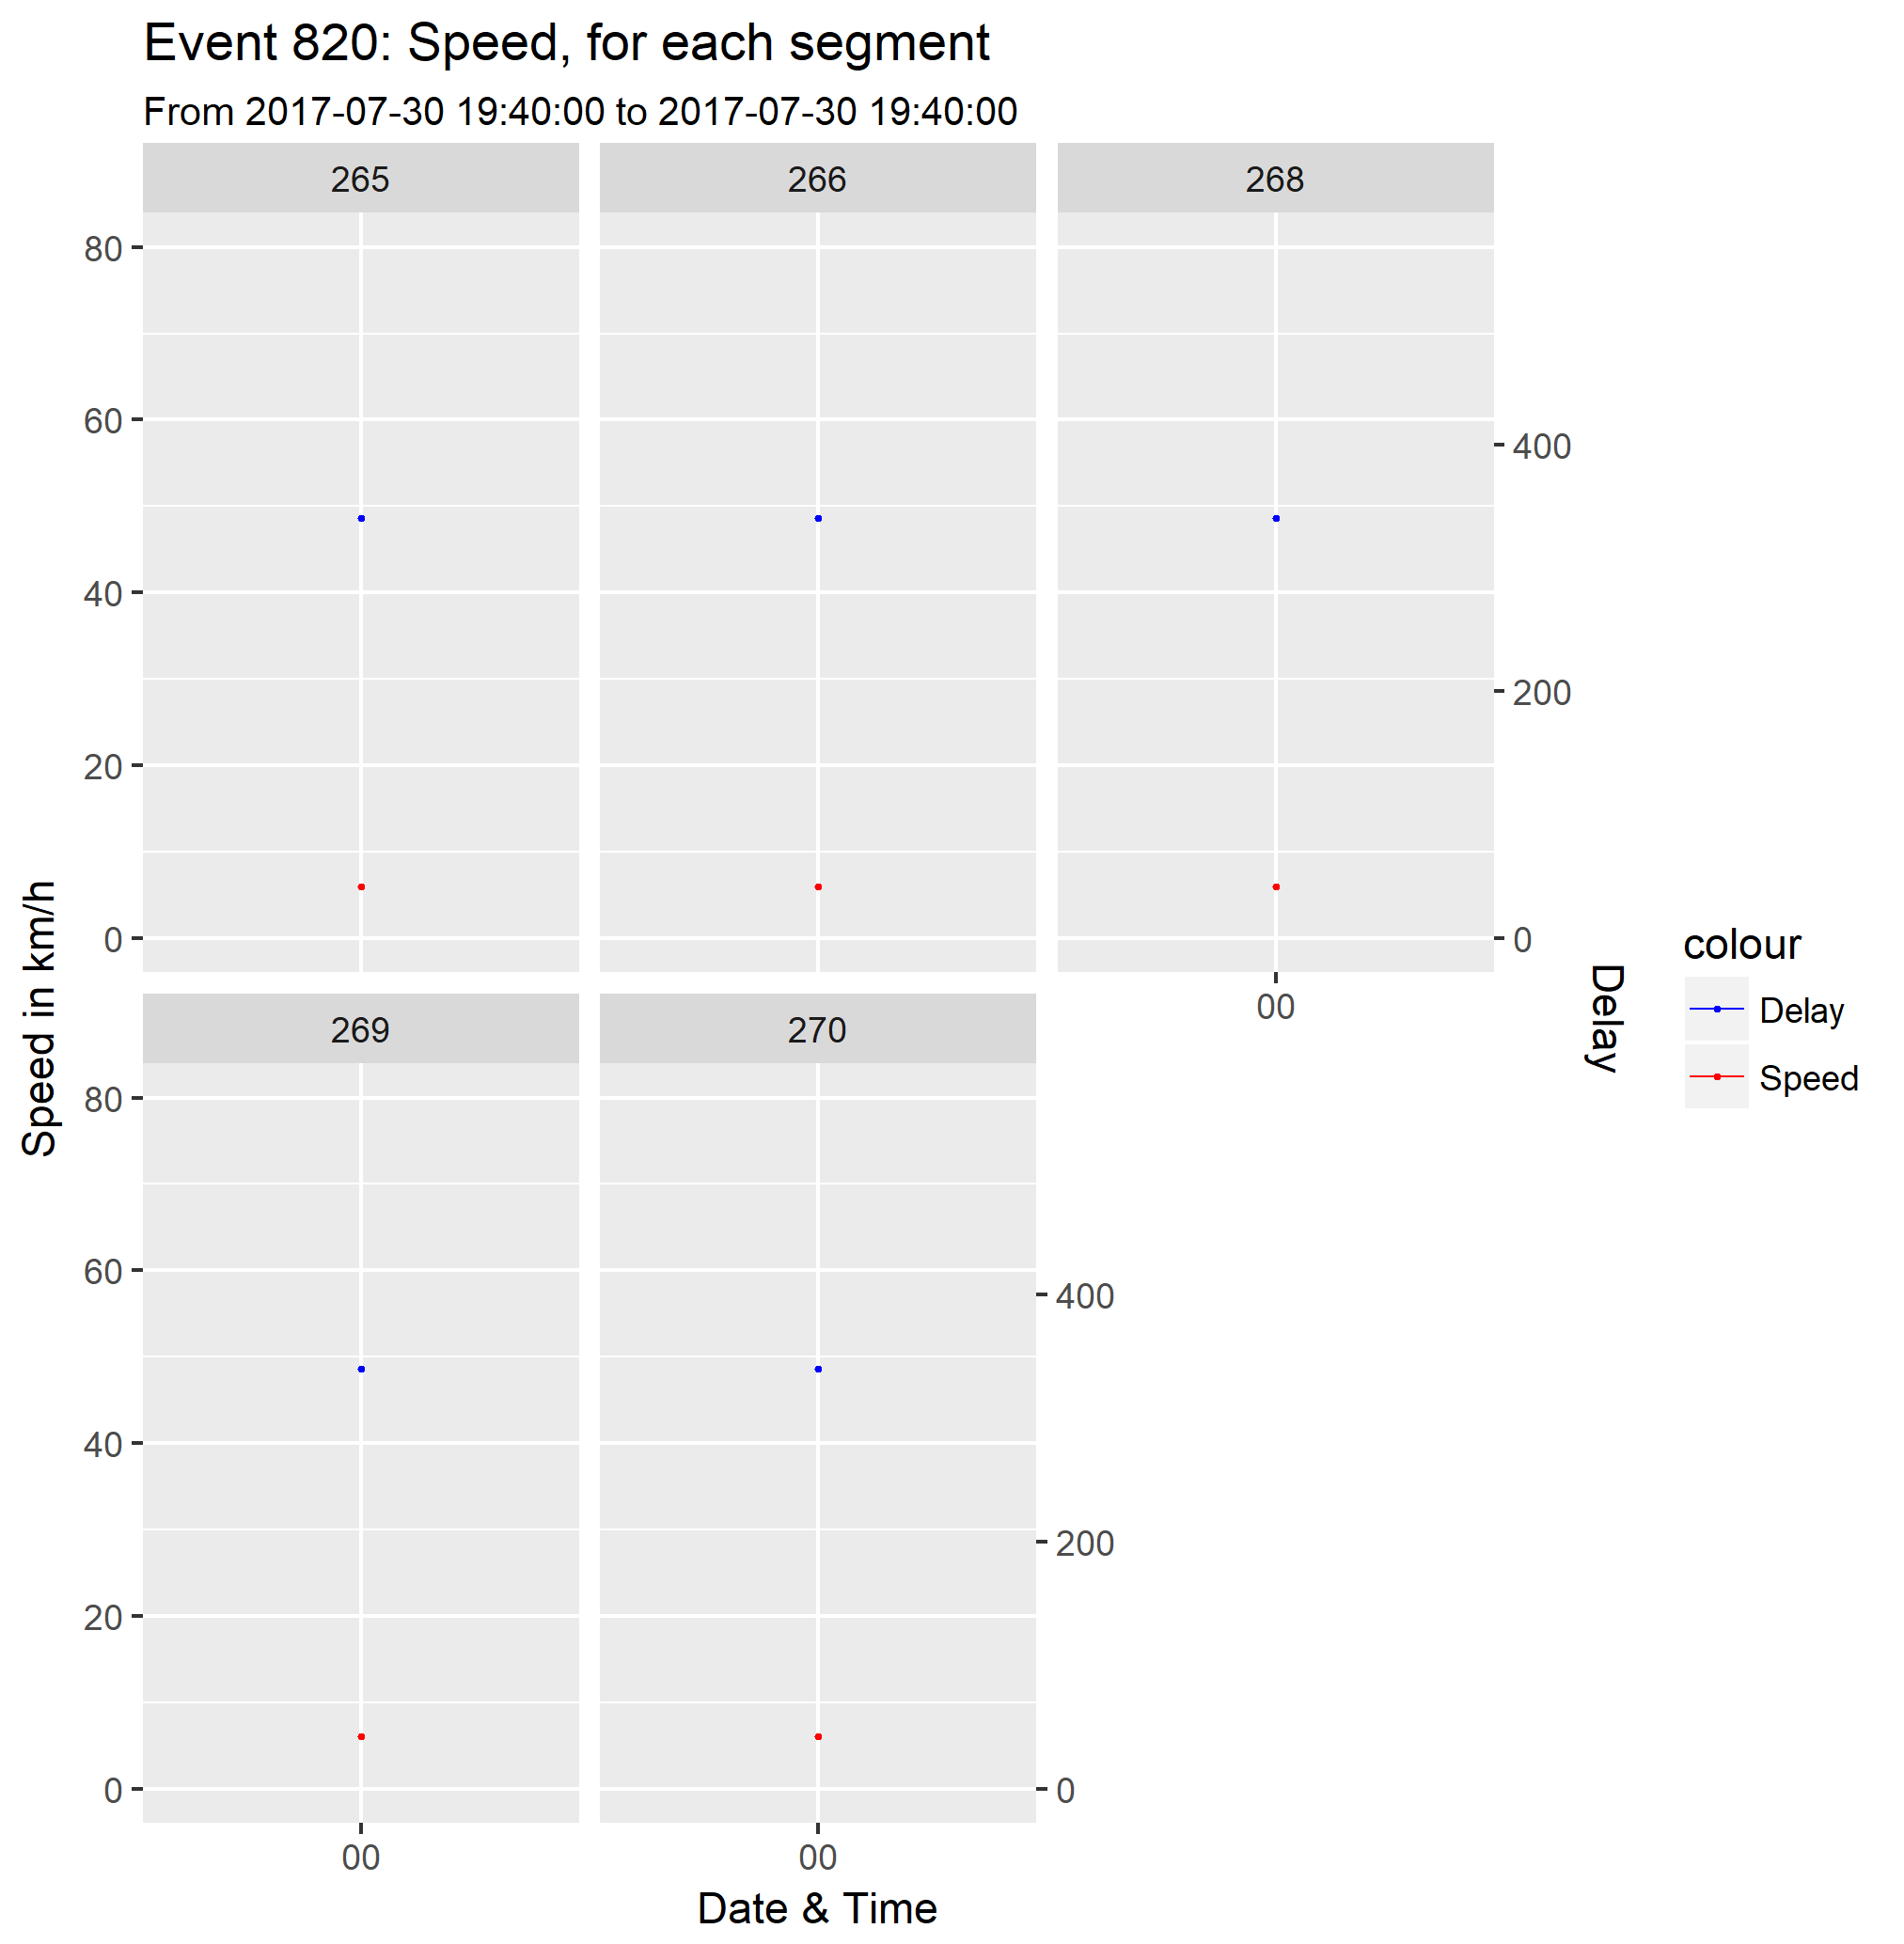 Event 820: Speed, for each segment
From 2017-07-30 19:40:00 to 2017-07-30 19:40:00
265 266 268
80
60
400
40
200
20
0 0
00
269 270
80
60
400
40
200
20
0 0
00 00
Date & Time
Speed in km/h
Delay
colour
Delay
Speed